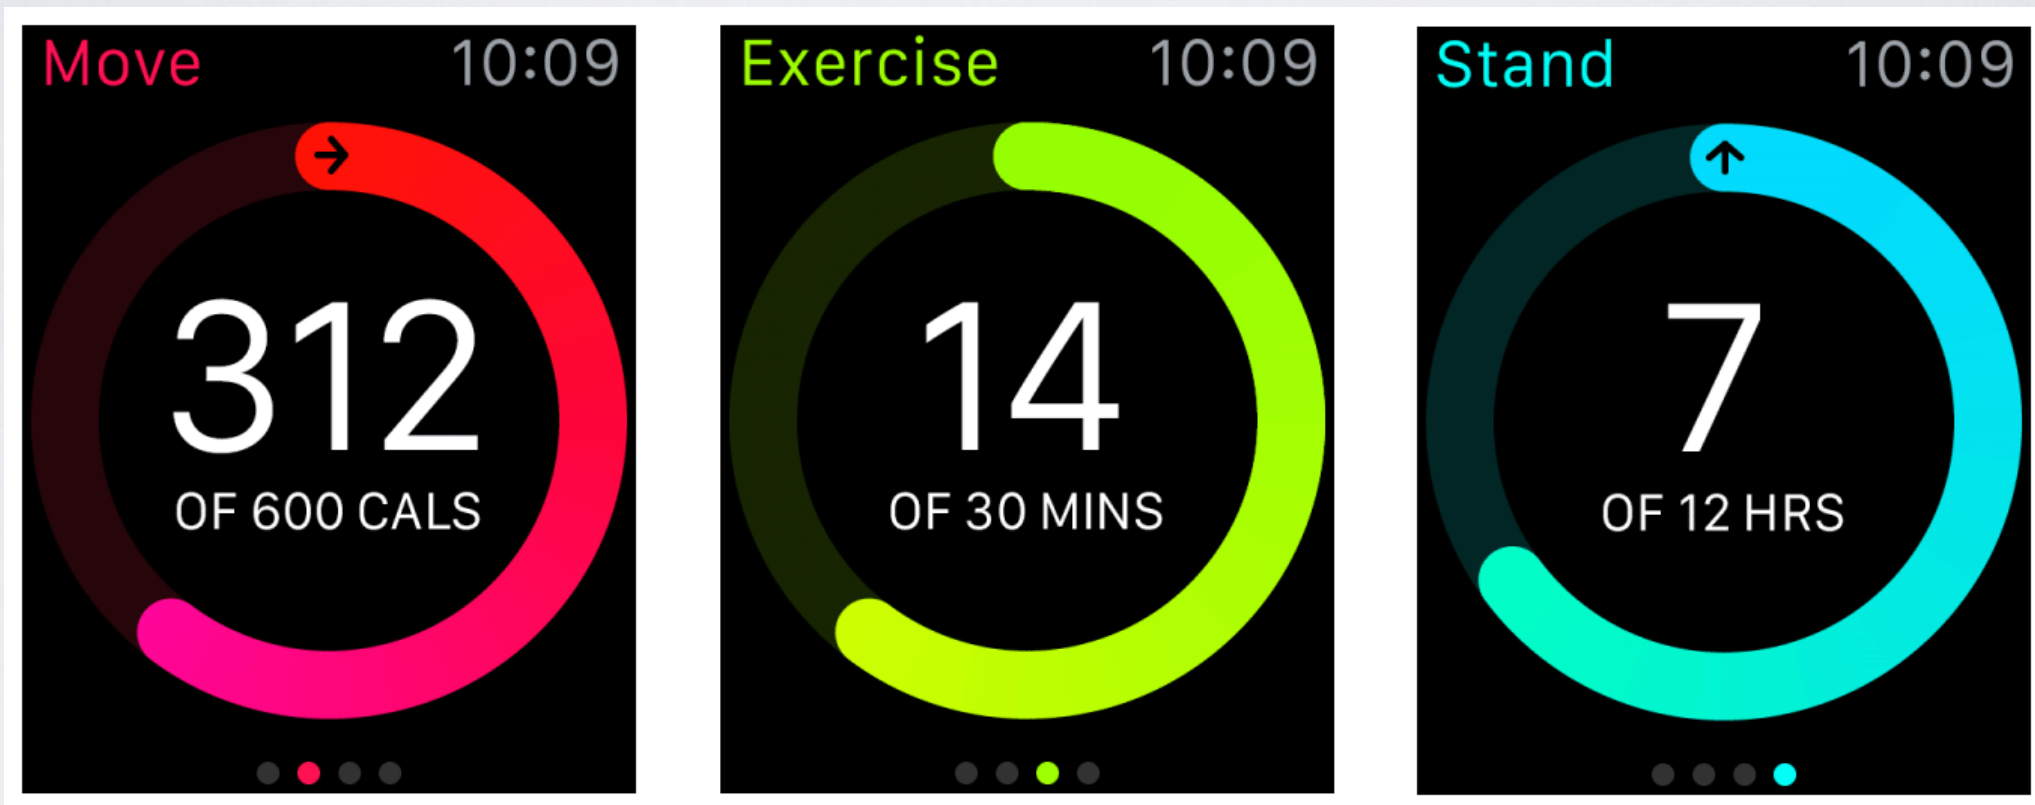 Move 10:09
312
OF 600 CALS
Exercise 10:09
14
OF 30 MINS
Stand 10:09
7
OF 12 HRS